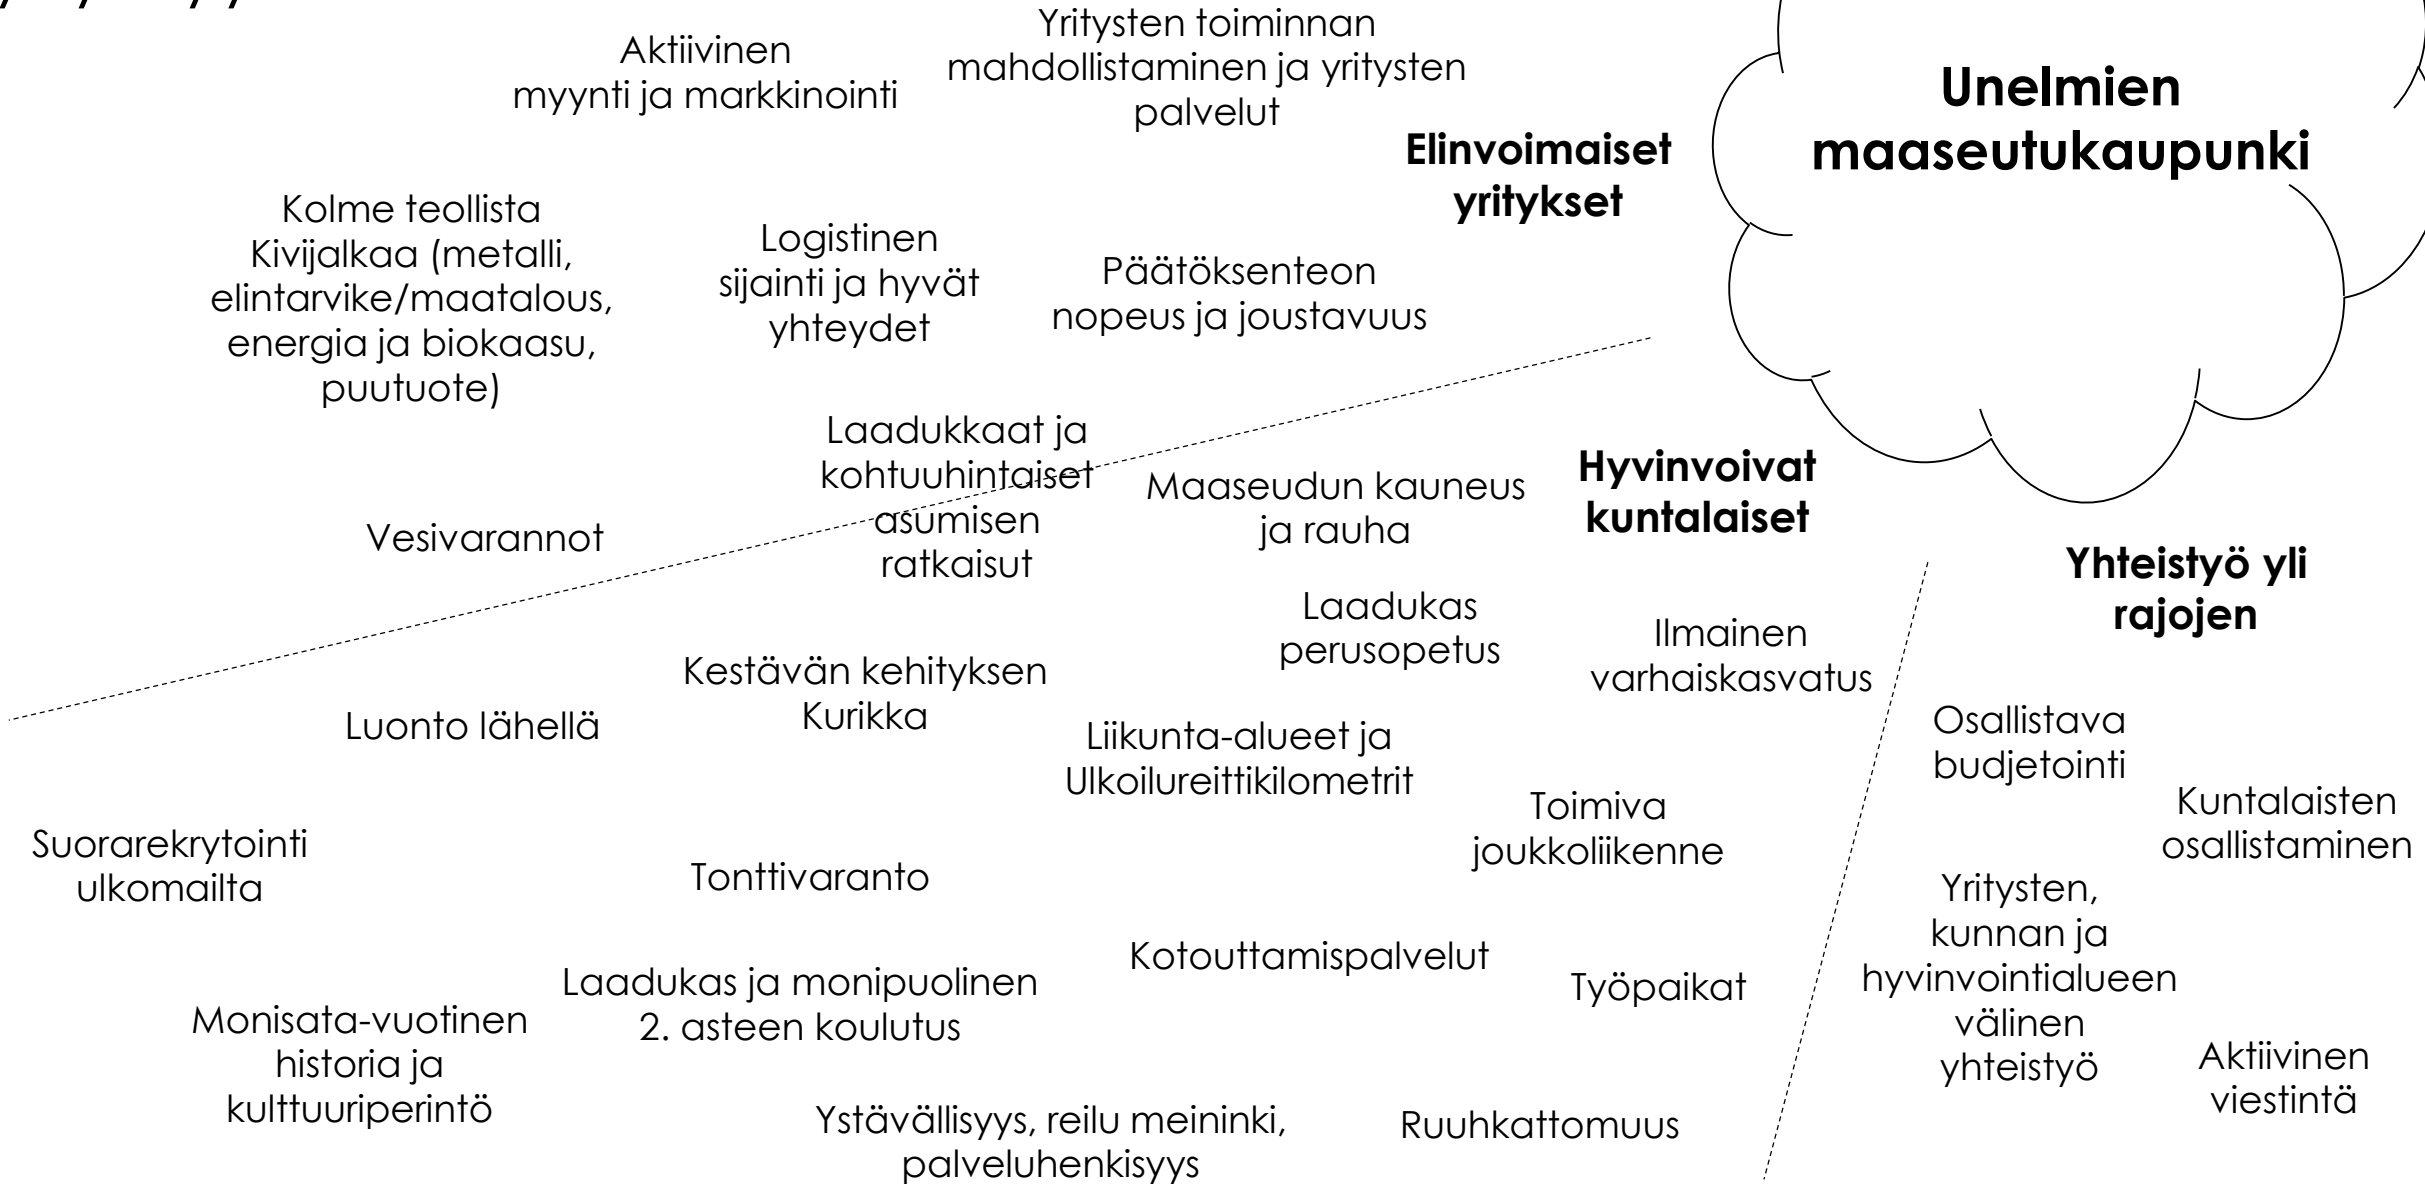 Aktiivinen
myynti ja markkinointi
Yritysten toiminnan
mahdollistaminen ja yritysten
palvelut
Unelmien
maaseutukaupunki
Elinvoimaiset
yritykset
Kolme teollista
Kivijalkaa (metalli,
elintarvike/maatalous,
energia ja biokaasu,
puutuote)
Logistinen
sijainti ja hyvät
yhteydet
Päätöksenteon
nopeus ja joustavuus
Laadukkaat ja
kohtuuhintaiset
asumisen
ratkaisut
Vesivarannot
Maaseudun kauneus
ja rauha
Hyvinvoivat
kuntalaiset
Yhteistyö yli
rajojen
Laadukas
perusopetus
Ilmainen
varhaiskasvatus
Kestävän kehityksen
Kurikka
Luonto lähellä
Liikunta-alueet ja
Ulkoilureittikilometrit
Osallistava
budjetointi
Toimiva
joukkoliikenne
Kuntalaisten
osallistaminen
Suorarekrytointi
ulkomailta
Tonttivaranto
Yritysten,
kunnan ja
hyvinvointialueen
välinen
yhteistyö
Kotouttamispalvelut
Työpaikat
Laadukas ja monipuolinen
2. asteen koulutus
Monisata-vuotinen
historia ja
kulttuuriperintö
Aktiivinen
viestintä
Ystävällisyys, reilu meininki,
palveluhenkisyys
Ruuhkattomuus